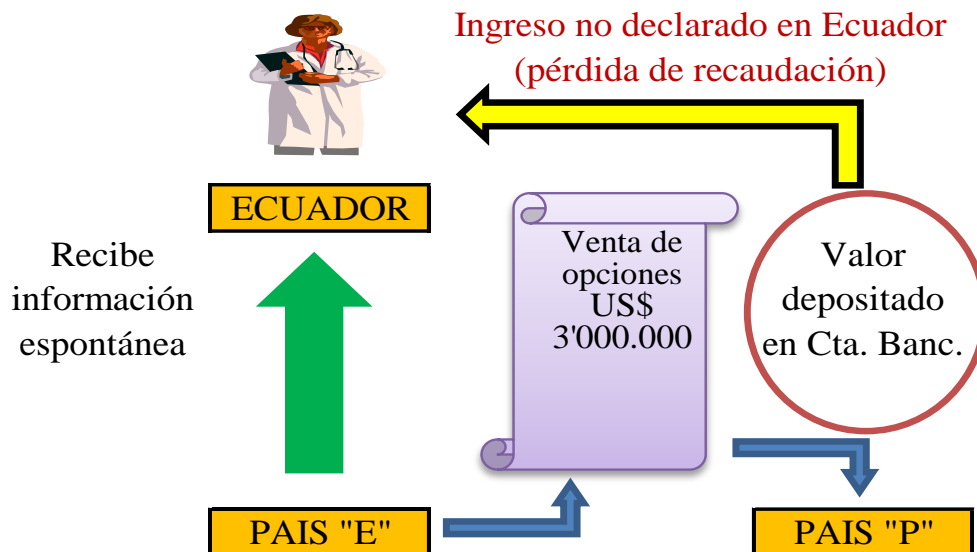 Ingreso no declarado en Ecuador
(pérdida de recaudación)
ECUADOR
Recibe
información
espontánea
Venta de
opciones
US$
3'000.000
Valor
depositado
en Cta. Banc.
PAIS "E"
PAIS "P"